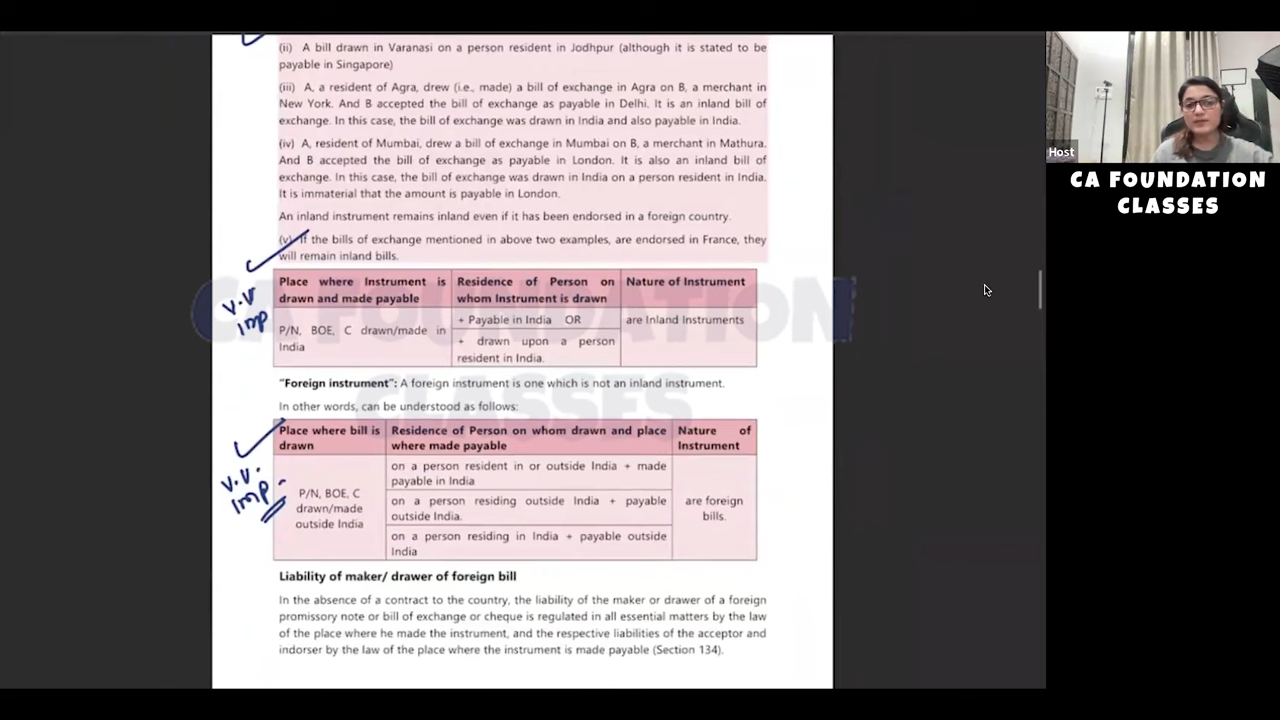 (ii) A bill drawn in Varanasi on a person resident in Jodhpur (although it is stated to be
payable in Singapore)
(iii) A, a resident of Agra, drew (i.e., made) a bill of exchange in Agra on B, a merchant in
New York. And B accepted the bill of exchange as payable in Delhi. It is an inland bill of
exchange. In this case, the bill of exchange was drawn in India and also payable in India.
(iv) A, resident of Mumbai, drew a bill of exchange in Mumbai on B, a merchant in Mathura.
And B accepted the bill of exchange as payable in London. It is also an inland bill of
exchange. In this case, the bill of exchange was drawn in India on a person resident in India.
It is immaterial that the amount is payable in London.
An inland instrument remains inland even if it has been endorsed in a foreign country.
(v) If the bills of exchange mentioned in above two examples, are endorsed in France, they
will remain inland bills.
Place where Instrument is
drawn and made payable
Residence of Person on
whom Instrument is drawn
Nature of Instrument
P/N, BOE, C drawn/made in
India
+ Payable in India OR
+ drawn upon a person
resident in India.
are Inland Instruments
V.V
Imp
"Foreign instrument": A foreign instrument is one which is not an inland instrument.
In other words, can be understood as follows:
Place where bill is
drawn
Residence of Person on whom drawn and place
where made payable
Nature of
Instrument
P/N, BOE, C
drawn/made
outside India
on a person resident in or outside India + made
payable in India
on a person residing outside India + payable
outside India.
on a person residing in India + payable outside
India
are foreign
bills.
V.V.
Imp.
Liability of maker/ drawer of foreign bill
In the absence of a contract to the country, the liability of the maker or drawer of a foreign
promissory note or bill of exchange or cheque is regulated in all essential matters by the law
of the place where he made the instrument, and the respective liabilities of the acceptor and
indorser by the law of the place where the instrument is made payable (Section 134).
CA FOUNDATION
CLASSES
Host
CA FOUNDATION
CLASSES